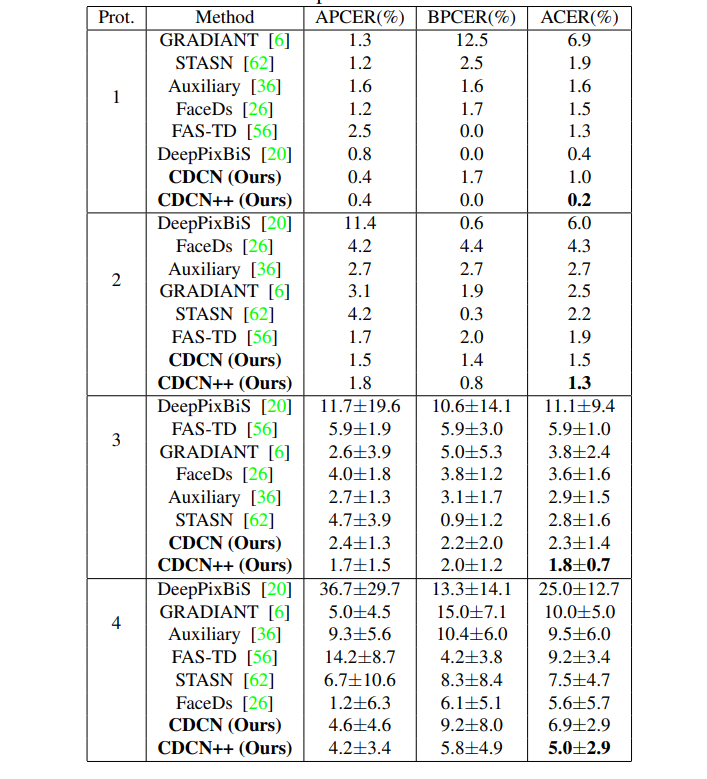 Prot. Method APCER(%) BPCER(%) ACER(%)
GRADIANT [6] 1.3 12.5 6.9
STASN [62] 1.2 2.5 1.9
Auxiliary [36] 1.6 1.6 1.6
1 FaceDs [26] 1.2 1.7 1.5
FAS-TD [56] 2.5 0.0 1.3
DeepPixBiS [20] 0.8 0.0 0.4
CDCN (Ours) 0.4 1.7 1.0
CDCN++ (Ours) 0.4 0.0 0.2
DeepPixBiS [20] 11.4 0.6 6.0
FaceDs [26] 4.2 4.4 4.3
Auxiliary [36] 2.7 2.7 2.7
2 GRADIANT [6] 3.1 1.9 2.5
STASN [62] 4.2 0.3 2.2
FAS-TD [56] 1.7 2.0 1.9
CDCN (Ours) 1.5 1.4 1.5
CDCN++ (Ours) 1.8 0.8 1.3
DeepPixBiS [20] 11.7±19.6 10.6±14.1 11.1±9.4
FAS-TD [56] 5.9±1.9 5.9±3.0 5.9±1.0
3 GRADIANT [6] 2.6±3.9 5.0±5.3 3.8±2.4
FaceDs [26] 4.0±1.8 3.8±1.2 3.6±1.6
Auxiliary [36] 2.7±1.3 3.1±1.7 2.9±1.5
STASN [62] 4.7±3.9 0.9±1.2 2.8±1.6
CDCN (Ours) 2.4±1.3 2.2±2.0 2.3±1.4
CDCN++ (Ours) 1.7±1.5 2.0±1.2 1.8±0.7
DeepPixBiS [20] 36.7±29.7 13.3±14.1 25.0±12.7
4 GRADIANT [6] 5.0±4.5 15.0±7.1 10.0±5.0
Auxiliary [36] 9.3±5.6 10.4±6.0 9.5±6.0
FAS-TD [56] 14.2±8.7 4.2±3.8 9.2±3.4
STASN [62] 6.7±10.6 8.3±8.4 7.5±4.7
FaceDs [26] 1.2±6.3 6.1±5.1 5.6±5.7
CDCN (Ours) 4.6±4.6 9.2±8.0 6.9±2.9
CDCN++ (Ours) 4.2±3.4 5.8±4.9 5.0±2.9